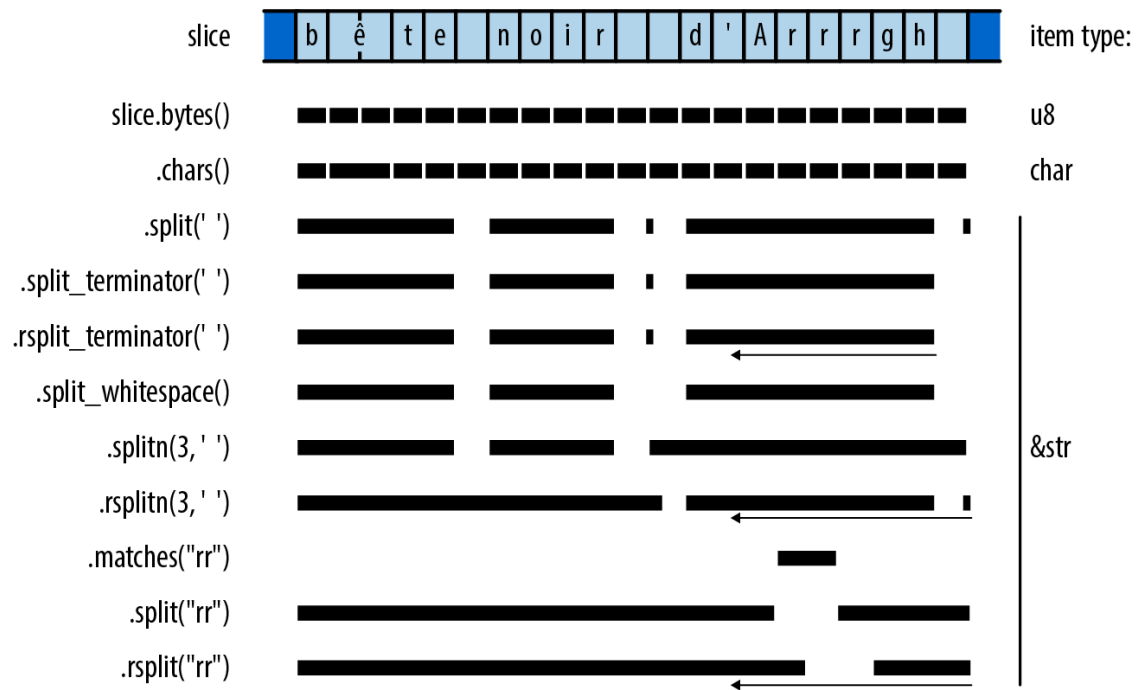 slice b ê t e n o i r d ' A r r r g h item type:
slice.bytes() u8
.chars() char
.split(' ')
.split_terminator(' ')
.rsplit_terminator(' ')
.split_whitespace()
.splitn(3, ' ') &str
.rsplitn(3, ' ')
.matches("rr")
.split("rr")
.rsplit("rr")